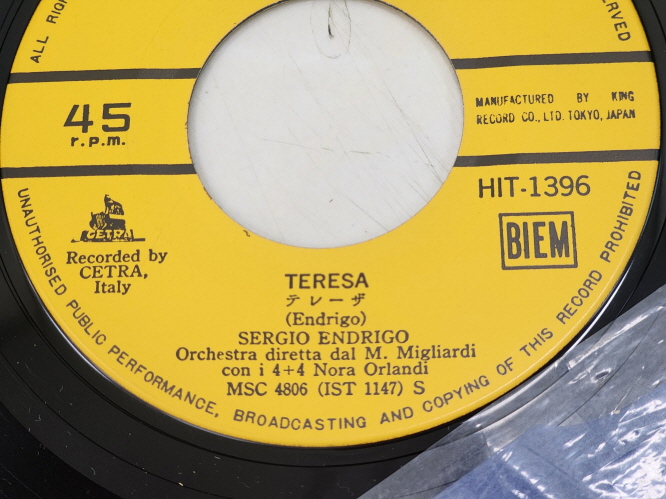 ALL RIGH
SERVED
45
r.p.m.
MANUFACTURED BY KING
RECORD CO., LTD. TOKYO, JAPAN
HIT-1396
BIEM
CETRA
Recorded by
CETRA,
Italy
TERESA
テレーザ
(Endrigo)
SERGIO ENDRIGO
Orchestra diretta dal M. Migliardi
con i 4+4 Nora Orlandi
MSC 4806 (IST 1147) S
UNAUTHORISED PUBLIC PERFORMANCE, BROADCASTING AND COPYING OF THIS RECORD PROHIBITED